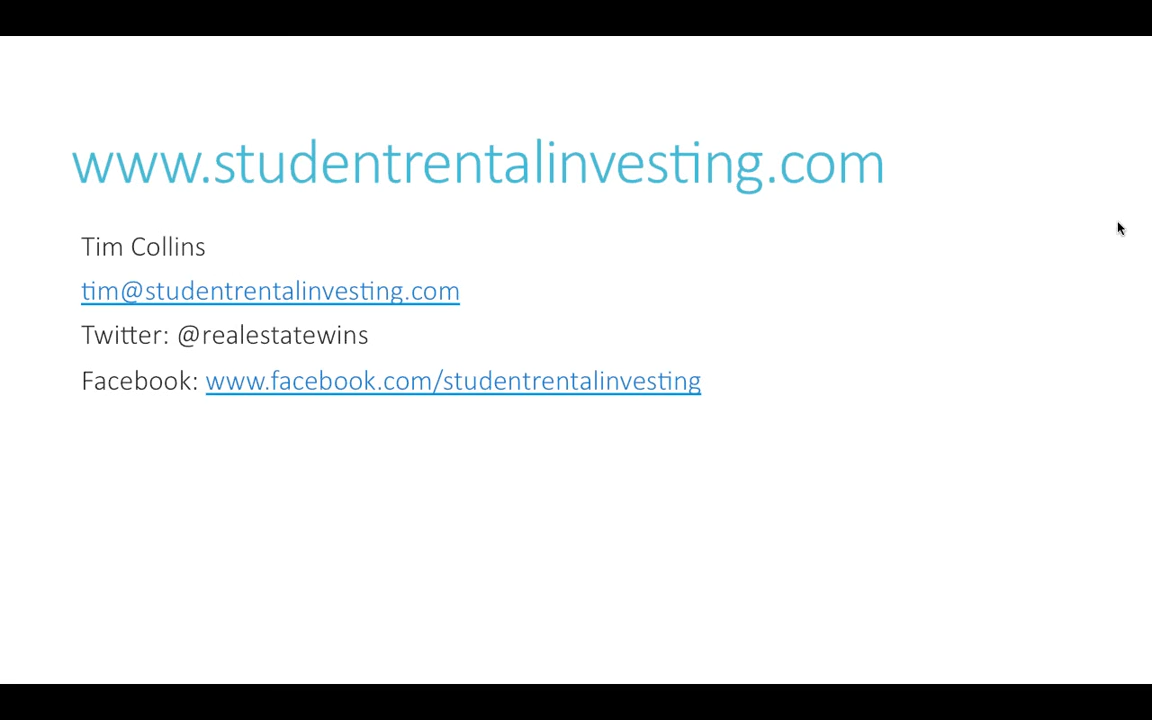 www.studentrentalinvesting.com
Tim Collins
tim@studentrentalinvesting.com
Twitter: @realestatewins
Facebook: www.facebook.com/studentrentalinvesting